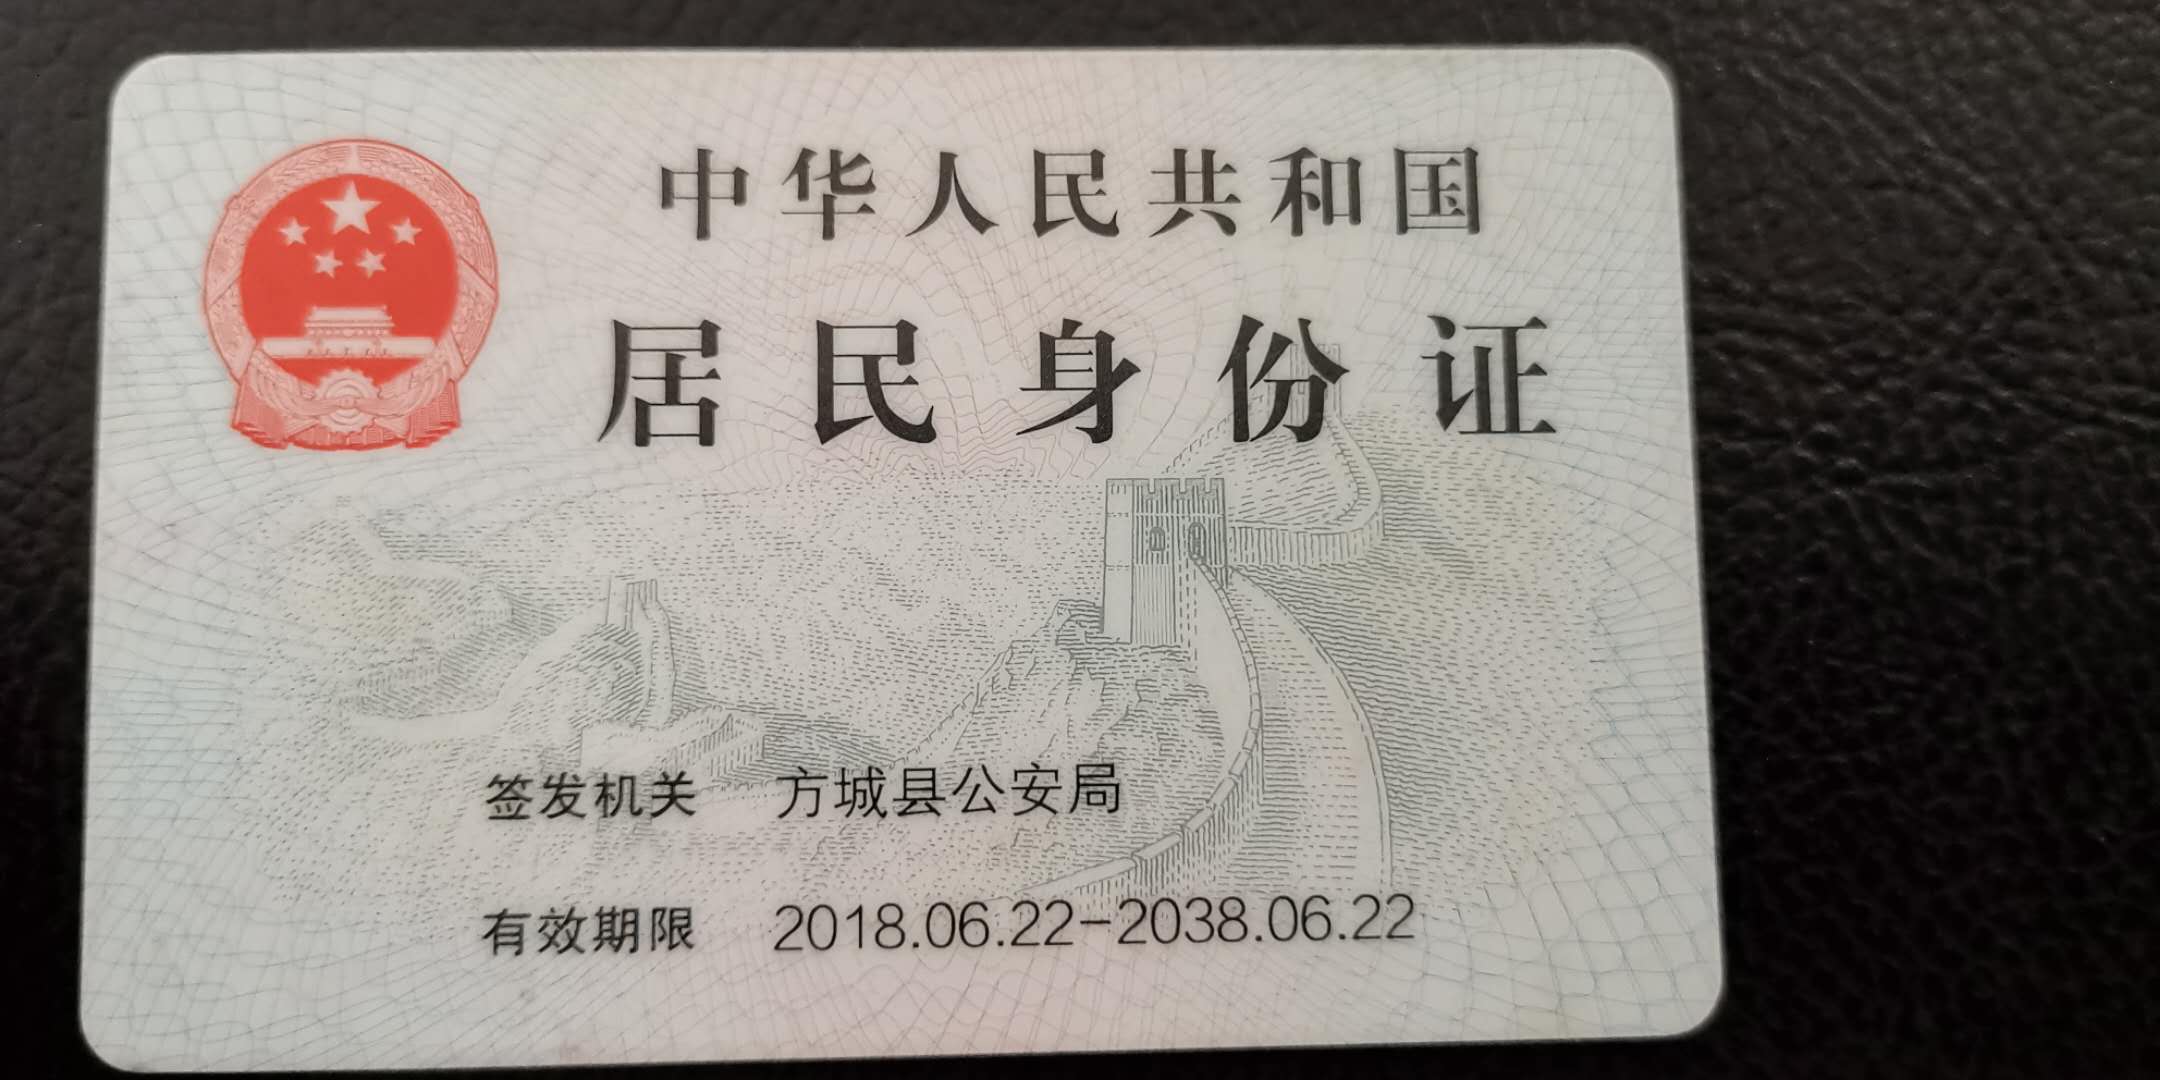 中华人民共和国
居民身份证
签发机关 方城县公安局
有效期限 2018.06.22-2038.06.22